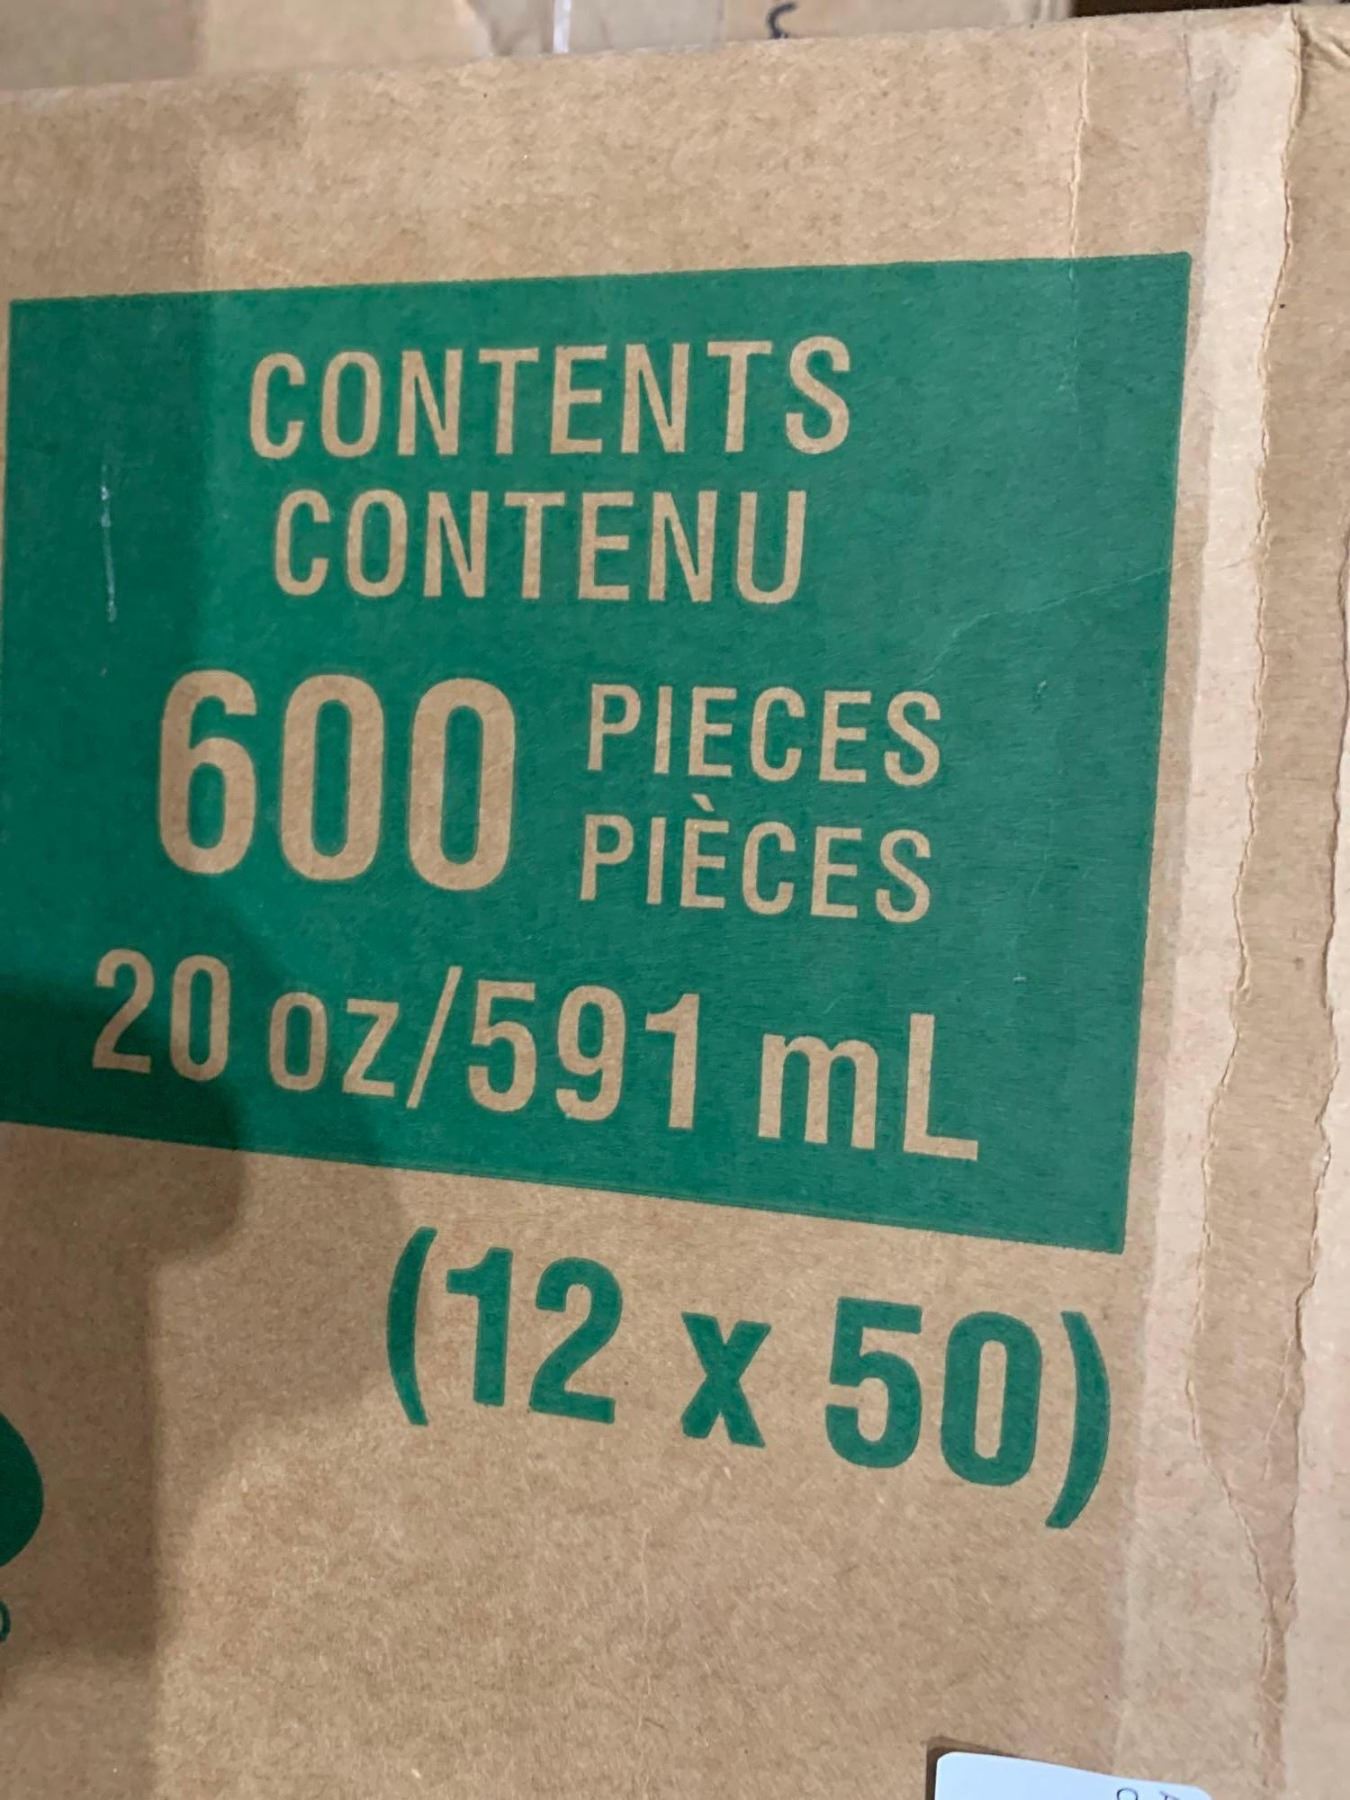 CONTENTS
CONTENU
600 PIECES
PIÈCES
20 oz/591 mL
(12 x 50)